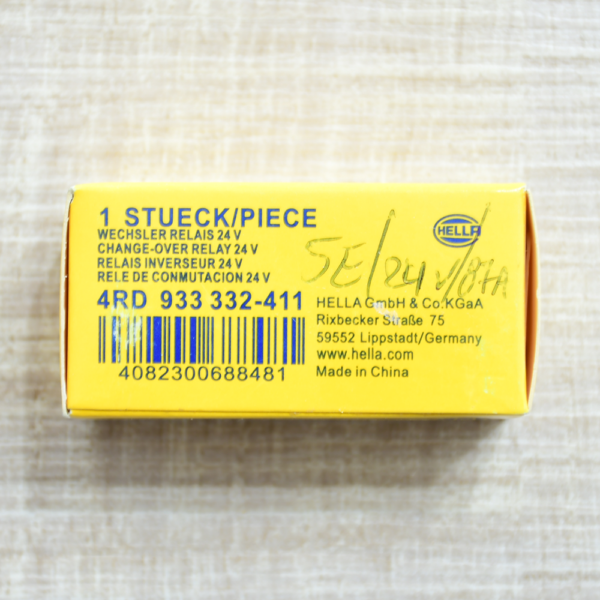 1 STUECK/PIECE
WECHSLER RELAIS 24 V
CHANGE-OVER RELAY 24 V
RELAIS INVERSEUR 24 V
RELE DE CONMUTACION 24 V
4RD 933 332-411
4082300688481
HELLA
5E/24V/87A
HELLA GmbH & Co.KGaA
Rixbecker Straße 75
59552 Lippstadt/Germany
www.hella.com
Made in China